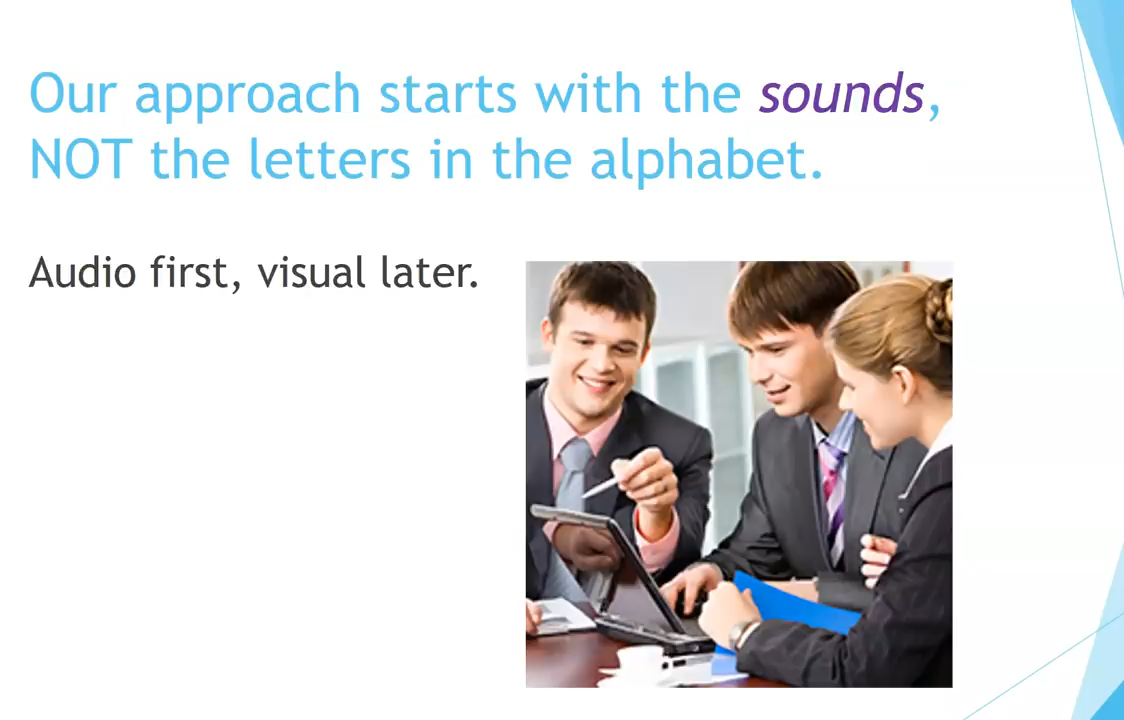 Our approach starts with the sounds,
NOT the letters in the alphabet.
Audio first, visual later.